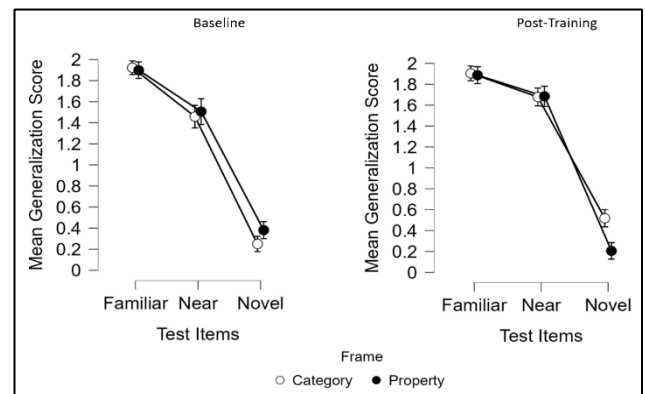 Baseline
Mean Generalization Score
2
1.8
1.6
1.4
1.2
1
0.8
0.6
0.4
0.2
0
Familiar Near Novel
Test Items
Post-Training
Mean Generalization Score
2
1.8
1.6
1.4
1.2
1
0.8
0.6
0.4
0.2
0
Familiar Near Novel
Test Items
Frame
Category Property